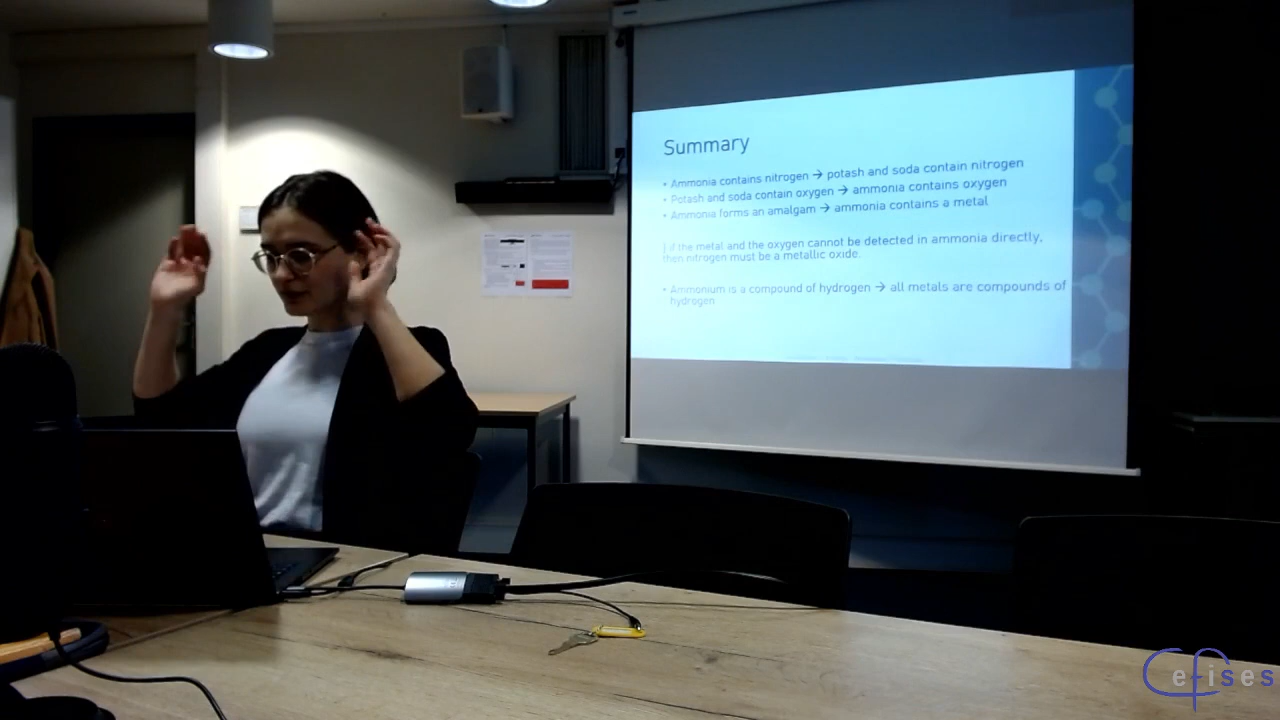 Summary
• Ammonia contains nitrogen → potash and soda contain nitrogen
• Potash and soda contain oxygen → ammonia contains oxygen
• Ammonia forms an amalgam → ammonia contains a metal
if the metal and the oxygen cannot be detected in ammonia directly,
then nitrogen must be a metallic oxide.
• Ammonium is a compound of hydrogen → all metals are compounds of
hydrogen
Cefises